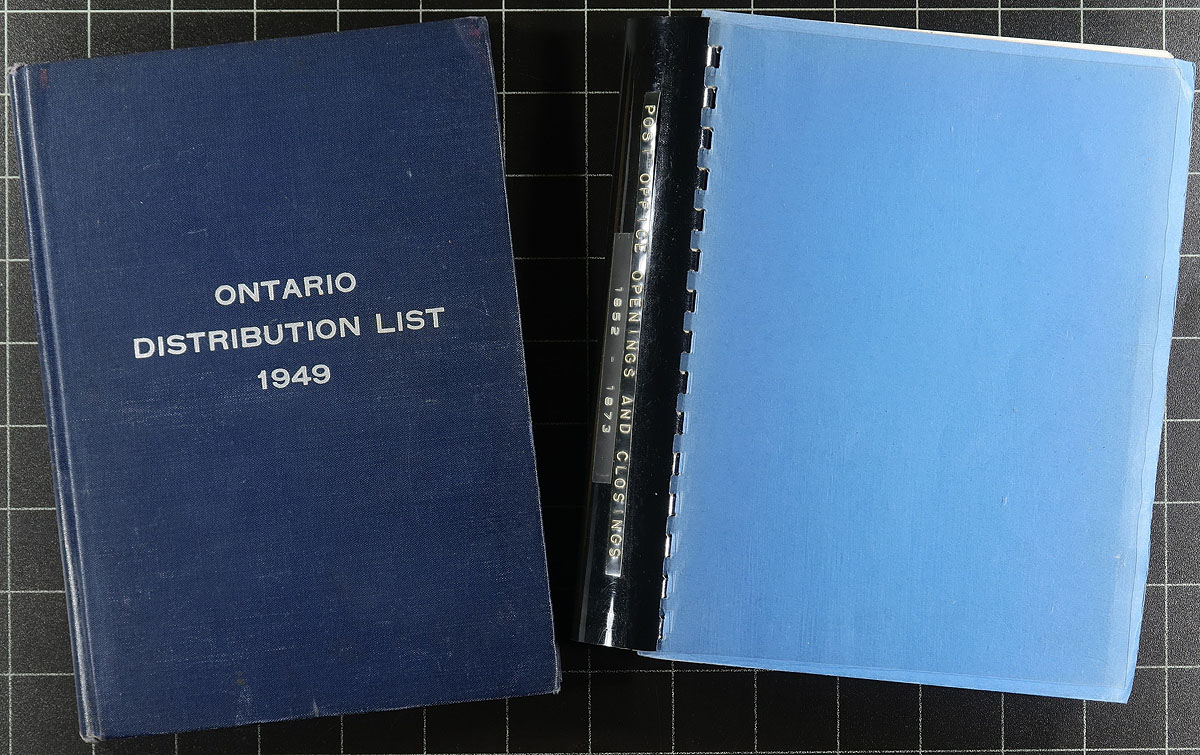 ONTARIO
DISTRIBUTION LIST
1949
POST OFFICE OPENINGS AND CLOSINGS
1852 - 1873